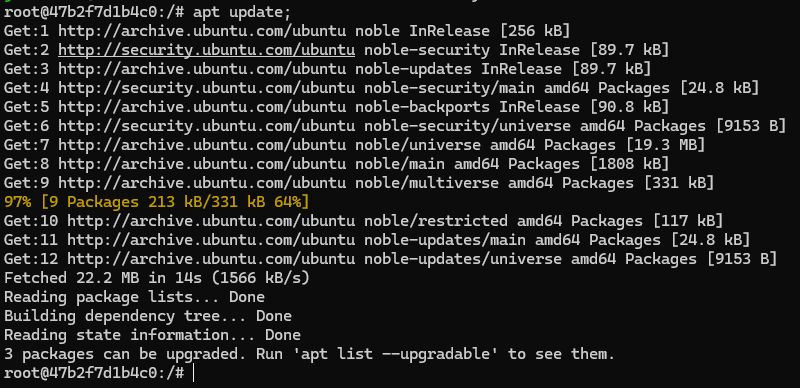 root@47b2f7d1b4c0:/# apt update;
Get:1 http://archive.ubuntu.com/ubuntu noble InRelease [256 kB]
Get:2 http://security.ubuntu.com/ubuntu noble-security InRelease [89.7 kB]
Get:3 http://archive.ubuntu.com/ubuntu noble-updates InRelease [89.7 kB]
Get:4 http://security.ubuntu.com/ubuntu noble-security/main amd64 Packages [24.8 kB]
Get:5 http://archive.ubuntu.com/ubuntu noble-backports InRelease [90.8 kB]
Get:6 http://security.ubuntu.com/ubuntu noble-security/universe amd64 Packages [9153 B]
Get:7 http://archive.ubuntu.com/ubuntu noble/universe amd64 Packages [19.3 MB]
Get:8 http://archive.ubuntu.com/ubuntu noble/main amd64 Packages [1808 kB]
Get:9 http://archive.ubuntu.com/ubuntu noble/multiverse amd64 Packages [331 kB]
97% [9 Packages 213 kB/331 kB 64%]
Get:10 http://archive.ubuntu.com/ubuntu noble/restricted amd64 Packages [117 kB]
Get:11 http://archive.ubuntu.com/ubuntu noble-updates/main amd64 Packages [24.8 kB]
Get:12 http://archive.ubuntu.com/ubuntu noble-updates/universe amd64 Packages [9153 B]
Fetched 22.2 MB in 14s (1566 kB/s)
Reading package lists... Done
Building dependency tree... Done
Reading state information... Done
3 packages can be upgraded. Run 'apt list --upgradable' to see them.
root@47b2f7d1b4c0:/#